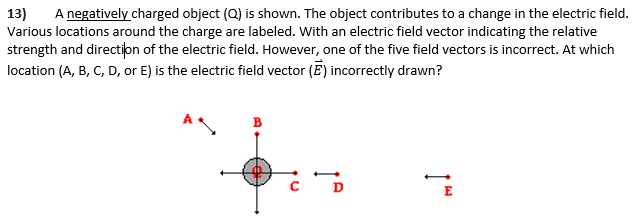 13) A negatively charged object (Q) is shown. The object contributes to a change in the electric field.
Various locations around the charge are labeled. With an electric field vector indicating the relative
strength and direction of the electric field. However, one of the five field vectors is incorrect. At which
location (A, B, C, D, or E) is the electric field vector (E⃗) incorrectly drawn?
A
B
Q
C
D
E